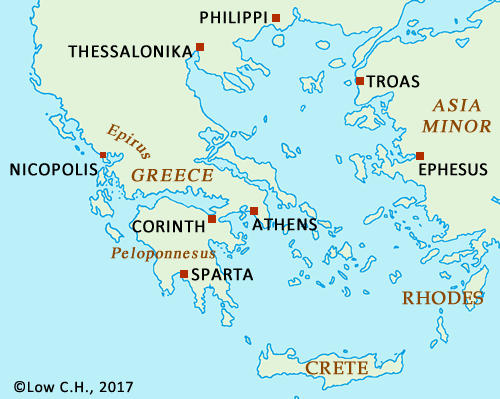 PHILIPPI
THESSALONIKA
TROAS
ASIA
MINOR
Epirus
NICOPOLIS
GREECE
EPHESUS
CORINTH
ATHENS
Peloponnesus
SPARTA
RHODES
CRETE
©Low C.H., 2017